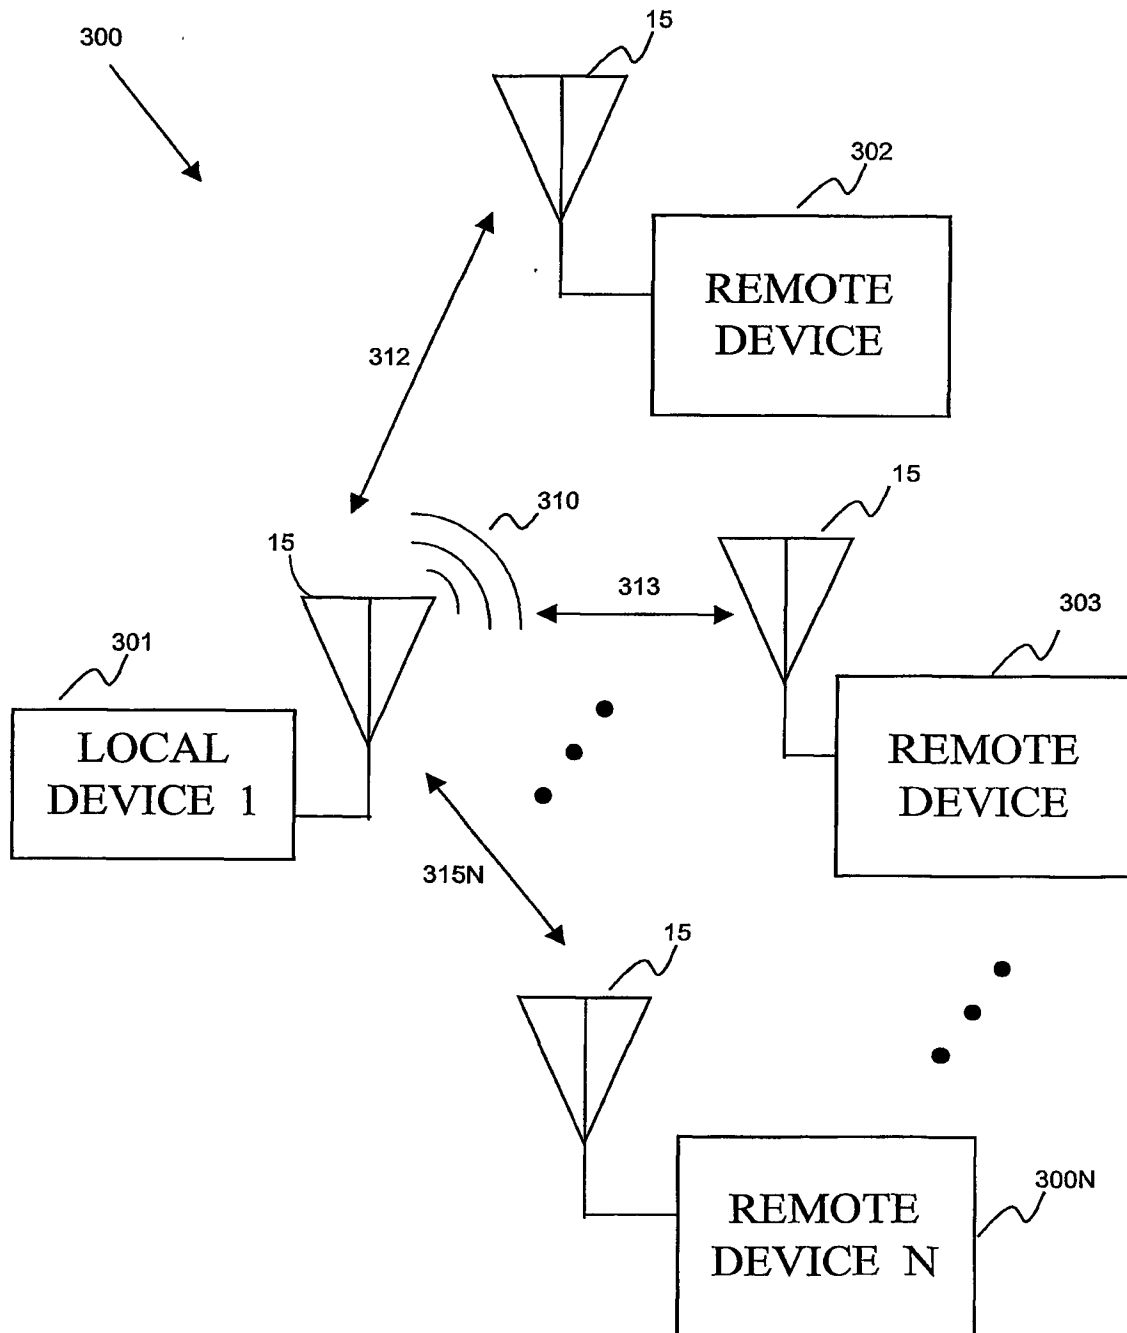 15
300
302
REMOTE
DEVICE
312
310
15
15
313
303
301
LOCAL
DEVICE 1
REMOTE
DEVICE
315N
15
300N
REMOTE
DEVICE N